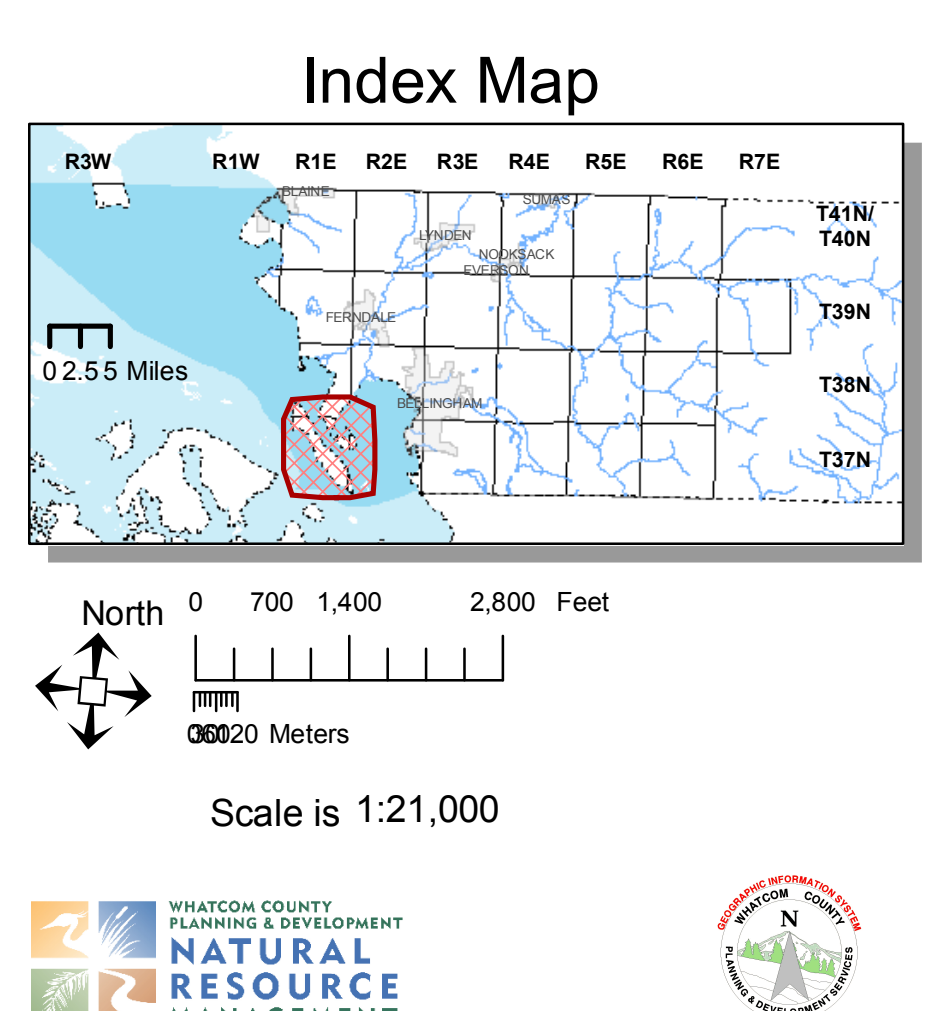 Index Map
R3W R1W R1E R2E R3E R4E R5E R6E R7E
BLAINE
SUMAS
T41N/
T40N
LYNDEN
NOOKSACK
EVERSON
FERNDALE
T39N
0 2.5 5 Miles
T38N
BELLINGHAM
T37N
North
0 700 1,400 2,800 Feet
Meters
Scale is 1:21,000
WHATCOM COUNTY
PLANNING & DEVELOPMENT
NATURAL
RESOURCE
MANAGEMENT
GEOGRAPHIC INFORMATION SYSTEM
WHATCOM COUNTY
N
PLANNING & DEVELOPMENT SERVICES